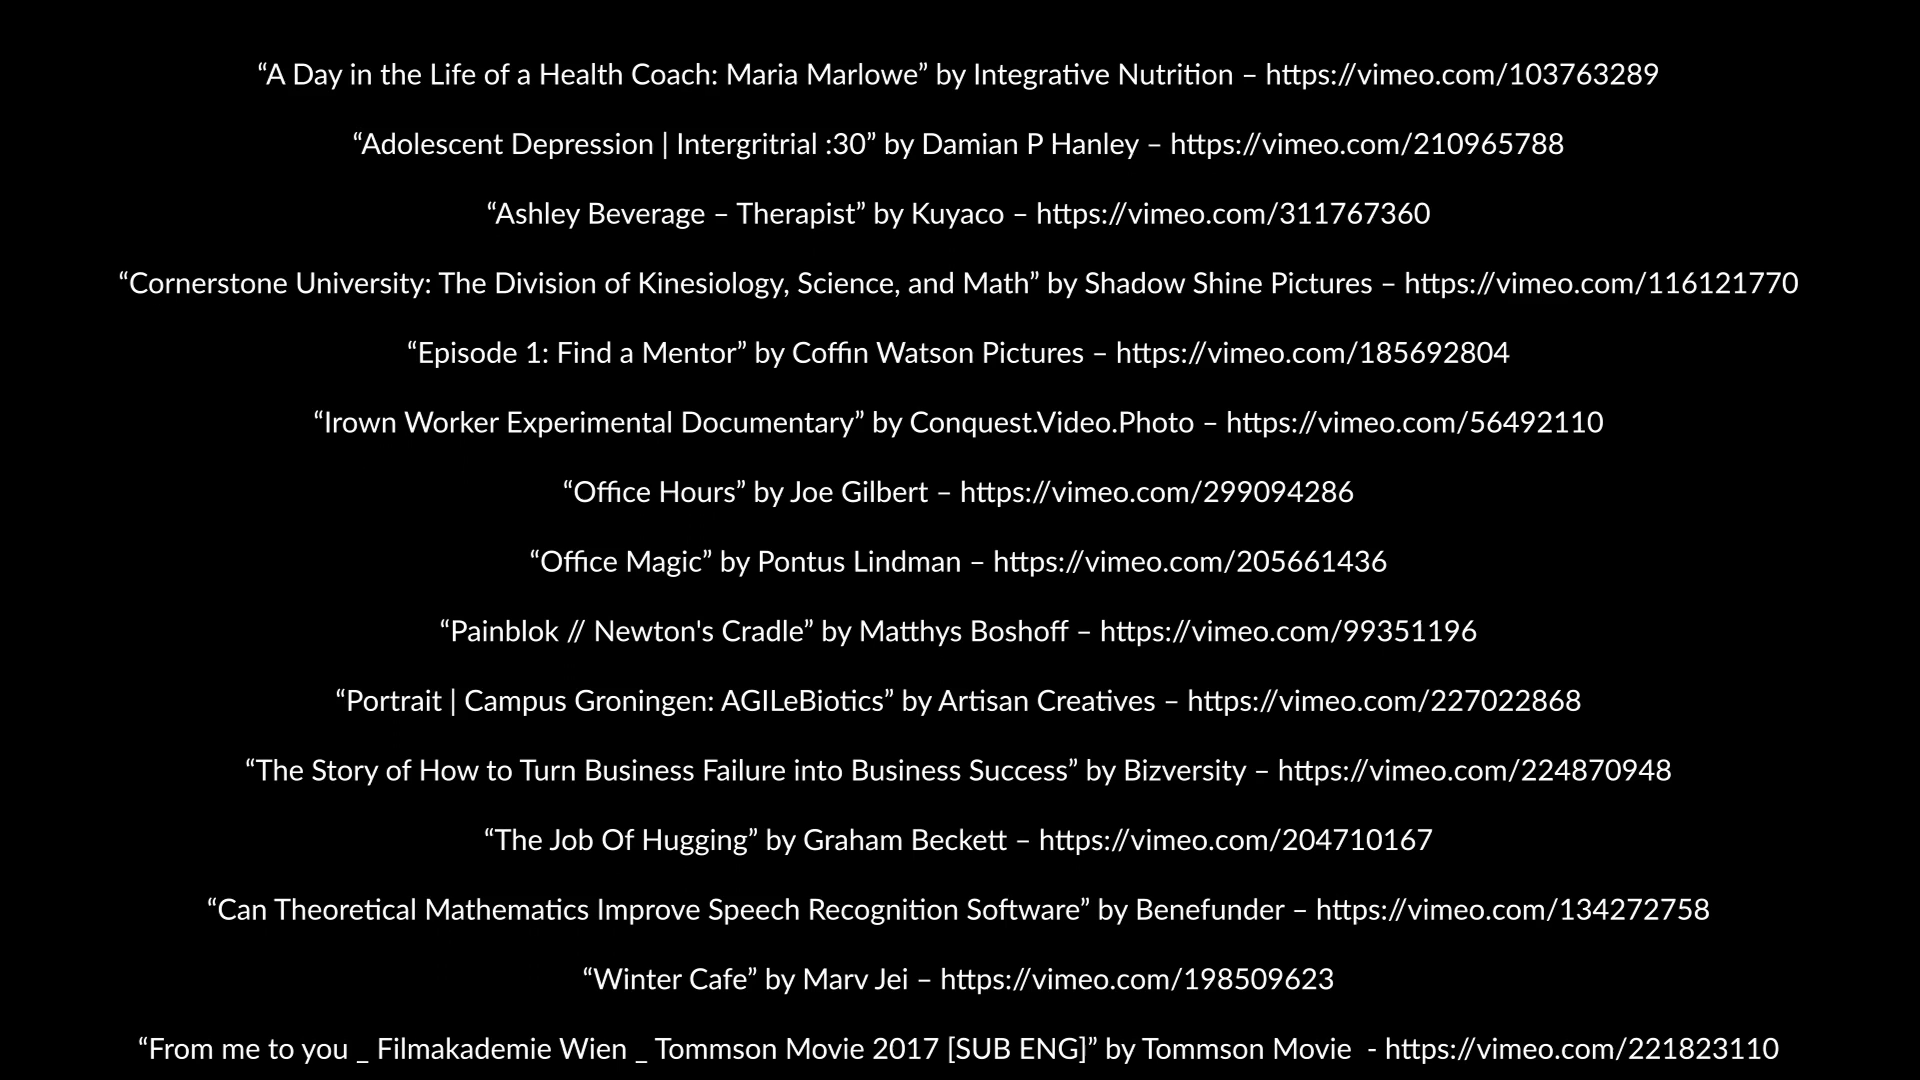 “A Day in the Life of a Health Coach: Maria Marlowe” by Integrative Nutrition – https://vimeo.com/103763289
“Adolescent Depression | Intergritrial :30” by Damian P Hanley – https://vimeo.com/210965788
“Ashley Beverage – Therapist” by Kuyaco – https://vimeo.com/311767360
“Cornerstone University: The Division of Kinesiology, Science, and Math” by Shadow Shine Pictures – https://vimeo.com/116121770
“Episode 1: Find a Mentor” by Coffin Watson Pictures – https://vimeo.com/185692804
“Irown Worker Experimental Documentary” by Conquest.Video.Photo – https://vimeo.com/56492110
“Office Hours” by Joe Gilbert – https://vimeo.com/299094286
“Office Magic” by Pontus Lindman – https://vimeo.com/205661436
“Painblok // Newton's Cradle” by Matthys Boshoff – https://vimeo.com/99351196
“Portrait | Campus Groningen: AGILeBiotics” by Artisan Creatives – https://vimeo.com/227022868
“The Story of How to Turn Business Failure into Business Success” by Bizversity – https://vimeo.com/224870948
“The Job Of Hugging” by Graham Beckett – https://vimeo.com/204710167
“Can Theoretical Mathematics Improve Speech Recognition Software” by Benefunder – https://vimeo.com/134272758
“Winter Cafe” by Marv Jei – https://vimeo.com/198509623
“From me to you _ Filmakademie Wien _ Tommson Movie 2017 [SUB ENG]” by Tommson Movie  - https://vimeo.com/221823110